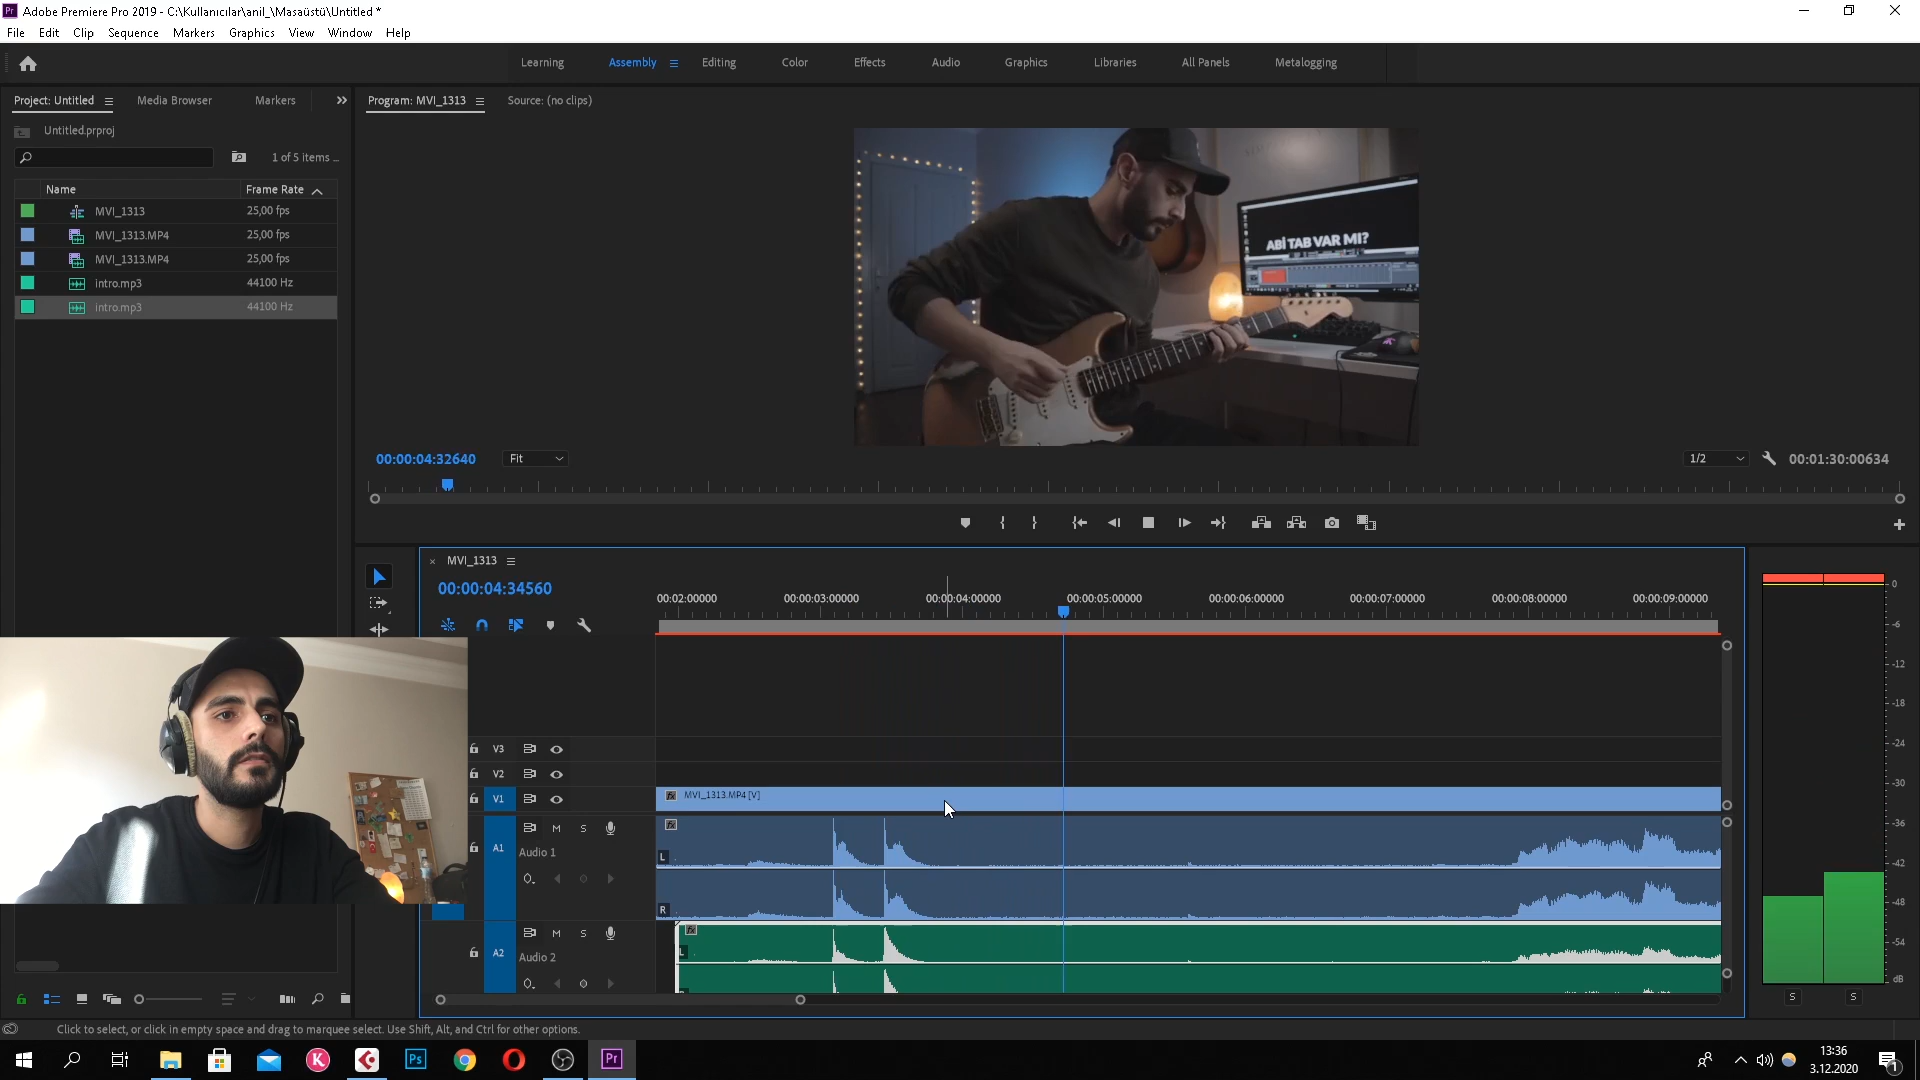 Adobe Premiere Pro 2019 - C:\Kullanıcılar\anil_\Masaüstü\Untitled *
File Edit Clip Sequence Markers Graphics View Window Help
Learning Assembly Editing Color Effects Audio Graphics Libraries All Panels Metalogging
Project: Untitled Media Browser Markers
Program: MVI_1313 Source: (no clips)
Untitled.prproj
1 of 5 items ...
Name Frame Rate
MVI_1313 25,00 fps
MVI_1313.MP4 25,00 fps
MVI_1313.MP4 25,00 fps
intro.mp3 44100 Hz
intro.mp3 44100 Hz
ABİ TAB VAR MI?
00:00:04:32640 Fit 1/2 00:01:30:00634
MVI_1313
00:00:04:34560
00:02:00000 00:00:03:00000 00:00:04:00000 00:00:05:00000 00:00:06:00000 00:00:07:00000 00:00:08:00000 00:00:09:00000
V3
V2
V1 fx MVI_1313.MP4 [V]
A1 M S fx
Audio 1
L
R
A2 M S fx
Audio 2
L
0
-6
-12
-18
-24
-30
-36
-42
-48
-54
dB
S S
Click to select, or click in empty space and drag to marquee select. Use Shift, Alt, and Ctrl for other options.
K Ps Pr
13:36
3.12.2020
1